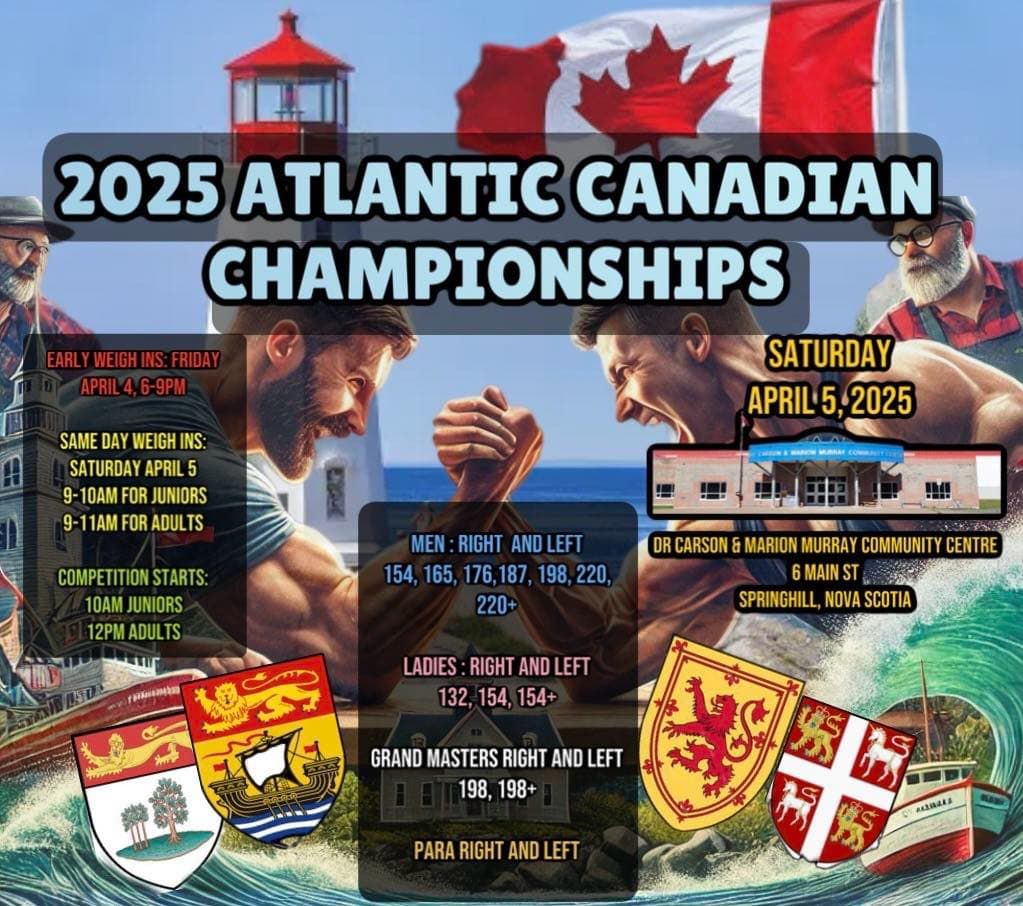 2025 ATLANTIC CANADIAN
CHAMPIONSHIPS
EARLY WEIGH INS: FRIDAY
APRIL 4, 6-9PM
SAME DAY WEIGH INS:
SATURDAY APRIL 5
9-10AM FOR JUNIORS
9-11AM FOR ADULTS
COMPETITION STARTS:
10AM JUNIORS
12PM ADULTS
MEN : RIGHT AND LEFT
154, 165, 176,187, 198, 220,
220+
LADIES : RIGHT AND LEFT
132, 154, 154+
GRAND MASTERS RIGHT AND LEFT
198, 198+
PARA RIGHT AND LEFT
SATURDAY
APRIL 5, 2025
CARSON & MARION MURRAY COMMUNITY
DR CARSON & MARION MURRAY COMMUNITY CENTRE
6 MAIN ST
SPRINGHILL, NOVA SCOTIA